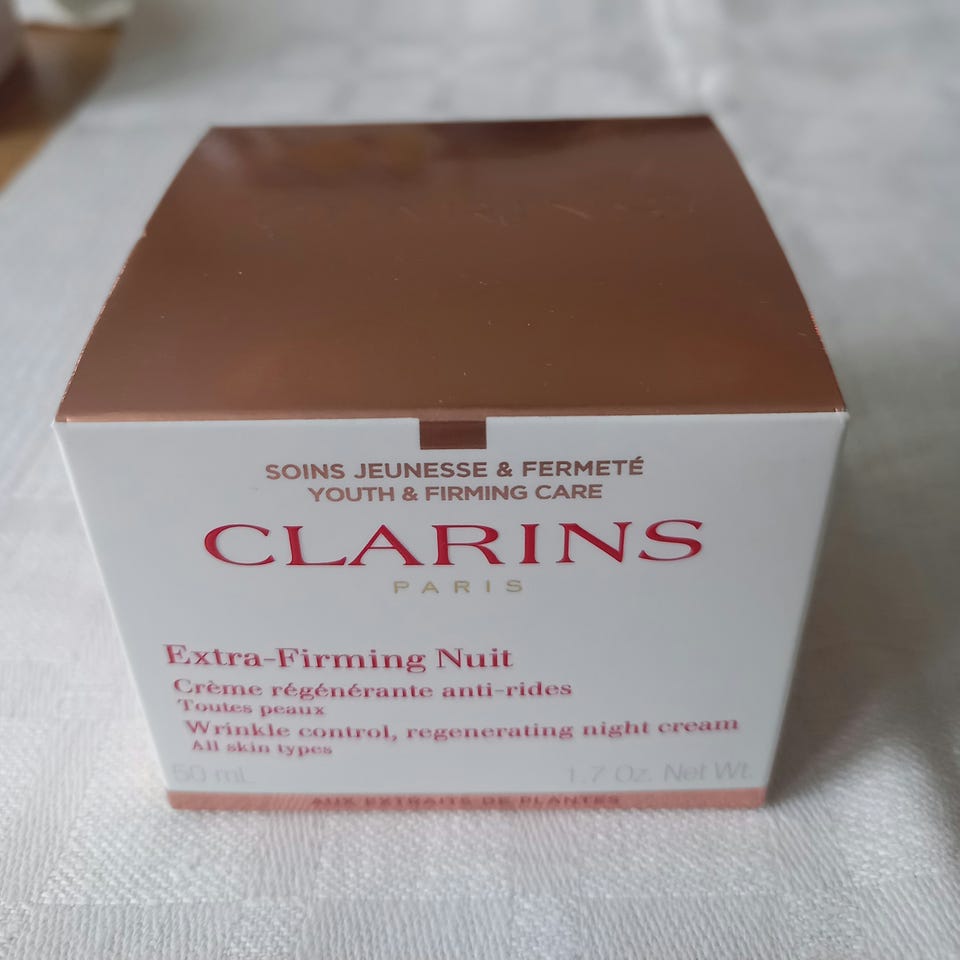 SOINS JEUNESSE & FERMETÉ
YOUTH & FIRMING CARE
CLARINS
PARIS
Extra-Firming Nuit
Crème régénérante anti-rides
Toutes peaux
Wrinkle control, regenerating night cream
All skin types
50 mL 1.7 Oz. Net Wt.
AUX EXTRAITS DE PLANTES